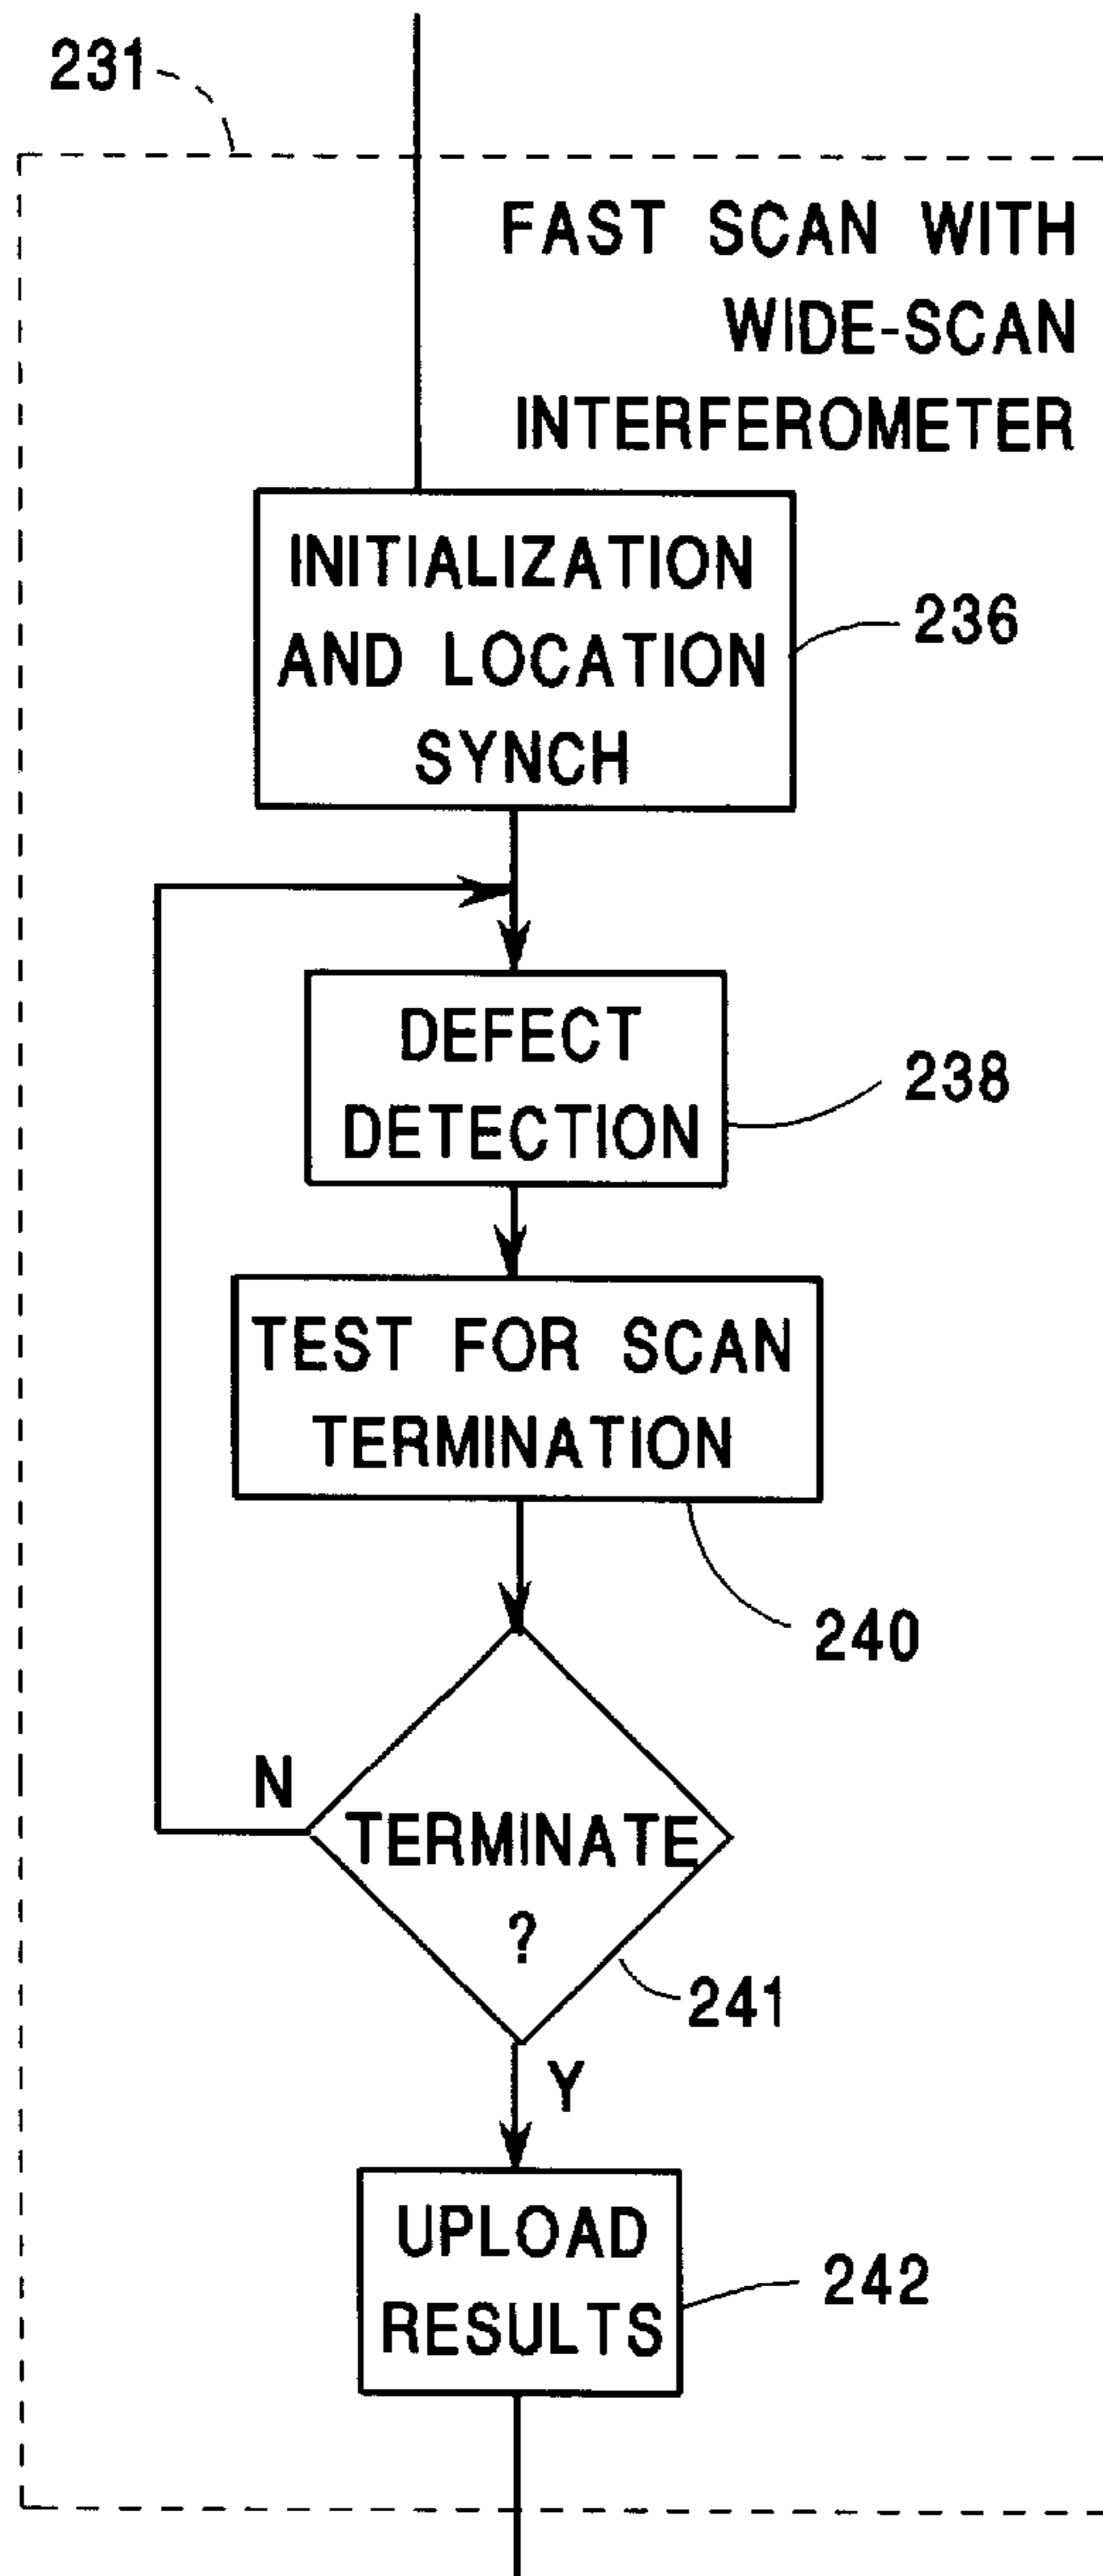 231
FAST SCAN WITH
WIDE-SCAN
INTERFEROMETER
INITIALIZATION
AND LOCATION
SYNCH
236
DEFECT
DETECTION
238
TEST FOR SCAN
TERMINATION
240
N
TERMINATE
?
241
Y
UPLOAD
RESULTS
242